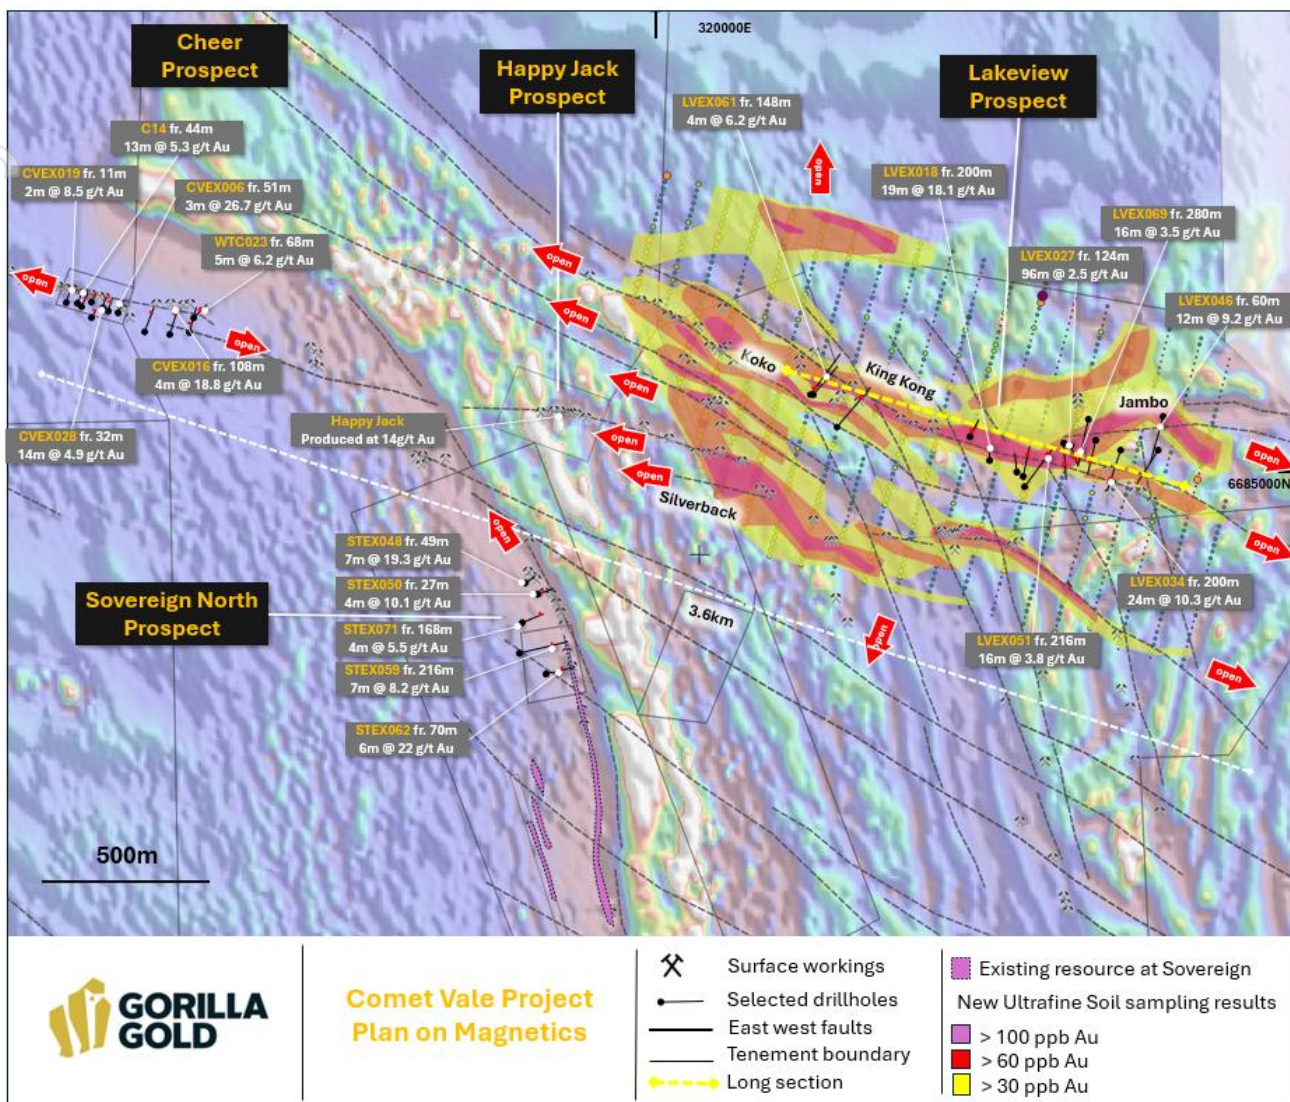 320000E
Cheer
Prospect
Happy Jack
Prospect
Lakeview
Prospect
C14 fr. 44m
13m @ 5.3 g/t Au
CVEX019 fr. 11m
2m @ 8.5 g/t Au
CVEX006 fr. 51m
3m @ 26.7 g/t Au
WTC023 fr. 68m
5m @ 6.2 g/t Au
CVEX016 fr. 108m
4m @ 18.8 g/t Au
CVEX028 fr. 32m
14m @ 4.9 g/t Au
LVEX061 fr. 148m
4m @ 6.2 g/t Au
LVEX018 fr. 200m
19m @ 18.1 g/t Au
LVEX069 fr. 280m
16m @ 3.5 g/t Au
LVEX027 fr. 124m
96m @ 2.5 g/t Au
LVEX046 fr. 60m
12m @ 9.2 g/t Au
open
open
open
open
open
open
open
open
open
open
open
open
open
Koko
King Kong
Jambo
Silverback
6685000N
Happy Jack
Produced at 14g/t Au
STEX048 fr. 49m
7m @ 19.3 g/t Au
STEX050 fr. 27m
4m @ 10.1 g/t Au
STEX071 fr. 168m
4m @ 5.5 g/t Au
STEX059 fr. 216m
7m @ 8.2 g/t Au
STEX062 fr. 70m
6m @ 22 g/t Au
Sovereign North
Prospect
3.6km
LVEX034 fr. 200m
24m @ 10.3 g/t Au
LVEX051 fr. 216m
16m @ 3.8 g/t Au
500m
GORILLA
GOLD
Comet Vale Project
Plan on Magnetics
Surface workings
Selected drillholes
East west faults
Tenement boundary
Long section
Existing resource at Sovereign
New Ultrafine Soil sampling results
> 100 ppb Au
> 60 ppb Au
> 30 ppb Au